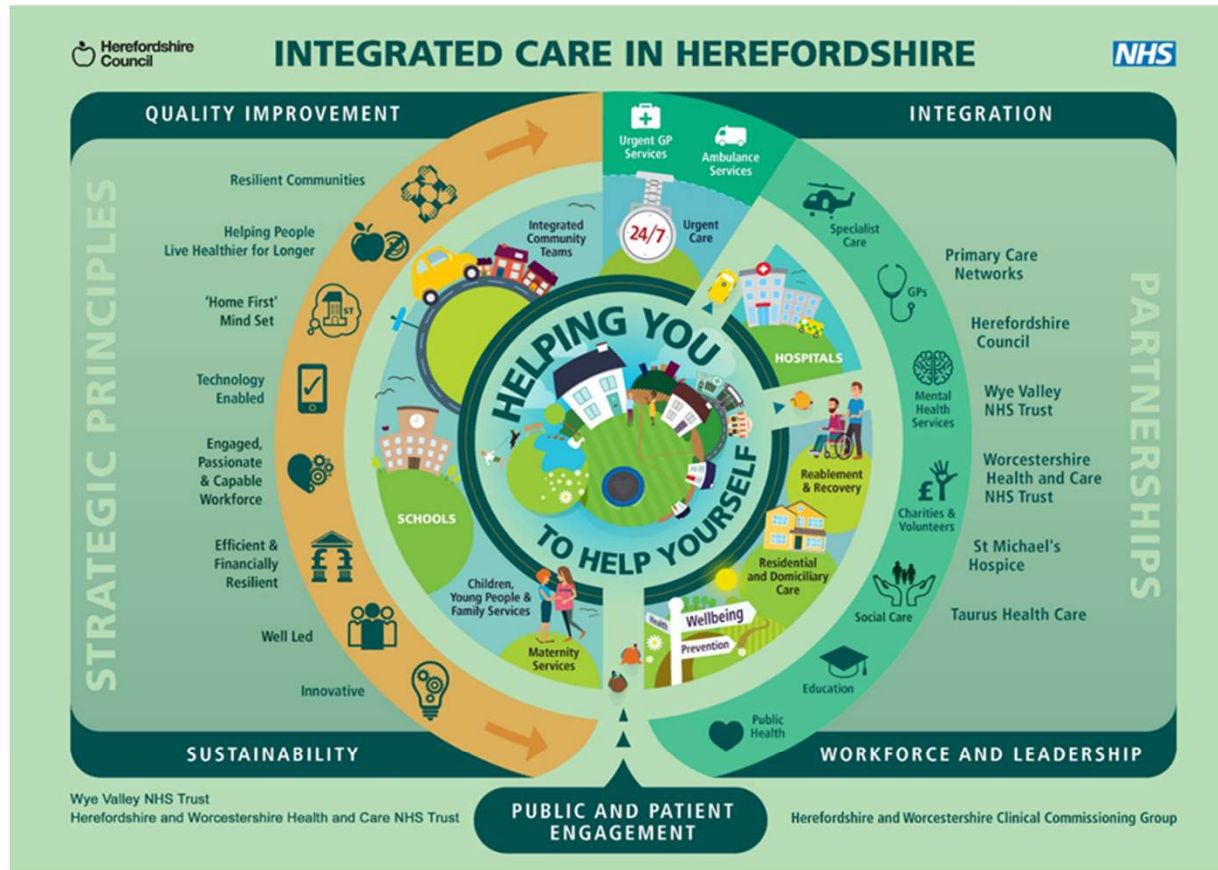 Herefordshire
Council
INTEGRATED CARE IN HEREFORDSHIRE
NHS
QUALITY IMPROVEMENT
INTEGRATION
STRATEGIC PRINCIPLES
Resilient Communities
Helping People
Live Healthier for Longer
'Home First'
Mind Set
ST
Technology
Enabled
Engaged,
Passionate
& Capable
Workforce
Efficient &
Financially
Resilient
££
Well Led
Innovative
Urgent GP
Services
Ambulance
Services
24/7
Urgent
Care
Integrated
Community
Teams
HOSPITALS
SCHOOLS
Reablement
& Recovery
Residential
and Domiciliary
Care
Children,
Young People &
Family Services
Maternity
Services
Health
Wellbeing
Prevention
HELPING YOU
TO HELP YOURSELF
Specialist
Care
GPs
Mental
Health
Services
£
Charities &
Volunteers
Social Care
Education
Public
Health
Primary Care
Networks
Herefordshire
Council
Wye Valley
NHS Trust
Worcestershire
Health and Care
NHS Trust
St Michael's
Hospice
Taurus Health Care
PARTNERSHIPS
SUSTAINABILITY
WORKFORCE AND LEADERSHIP
Wye Valley NHS Trust
Herefordshire and Worcestershire Health and Care NHS Trust
PUBLIC AND PATIENT
ENGAGEMENT
Herefordshire and Worcestershire Clinical Commissioning Group